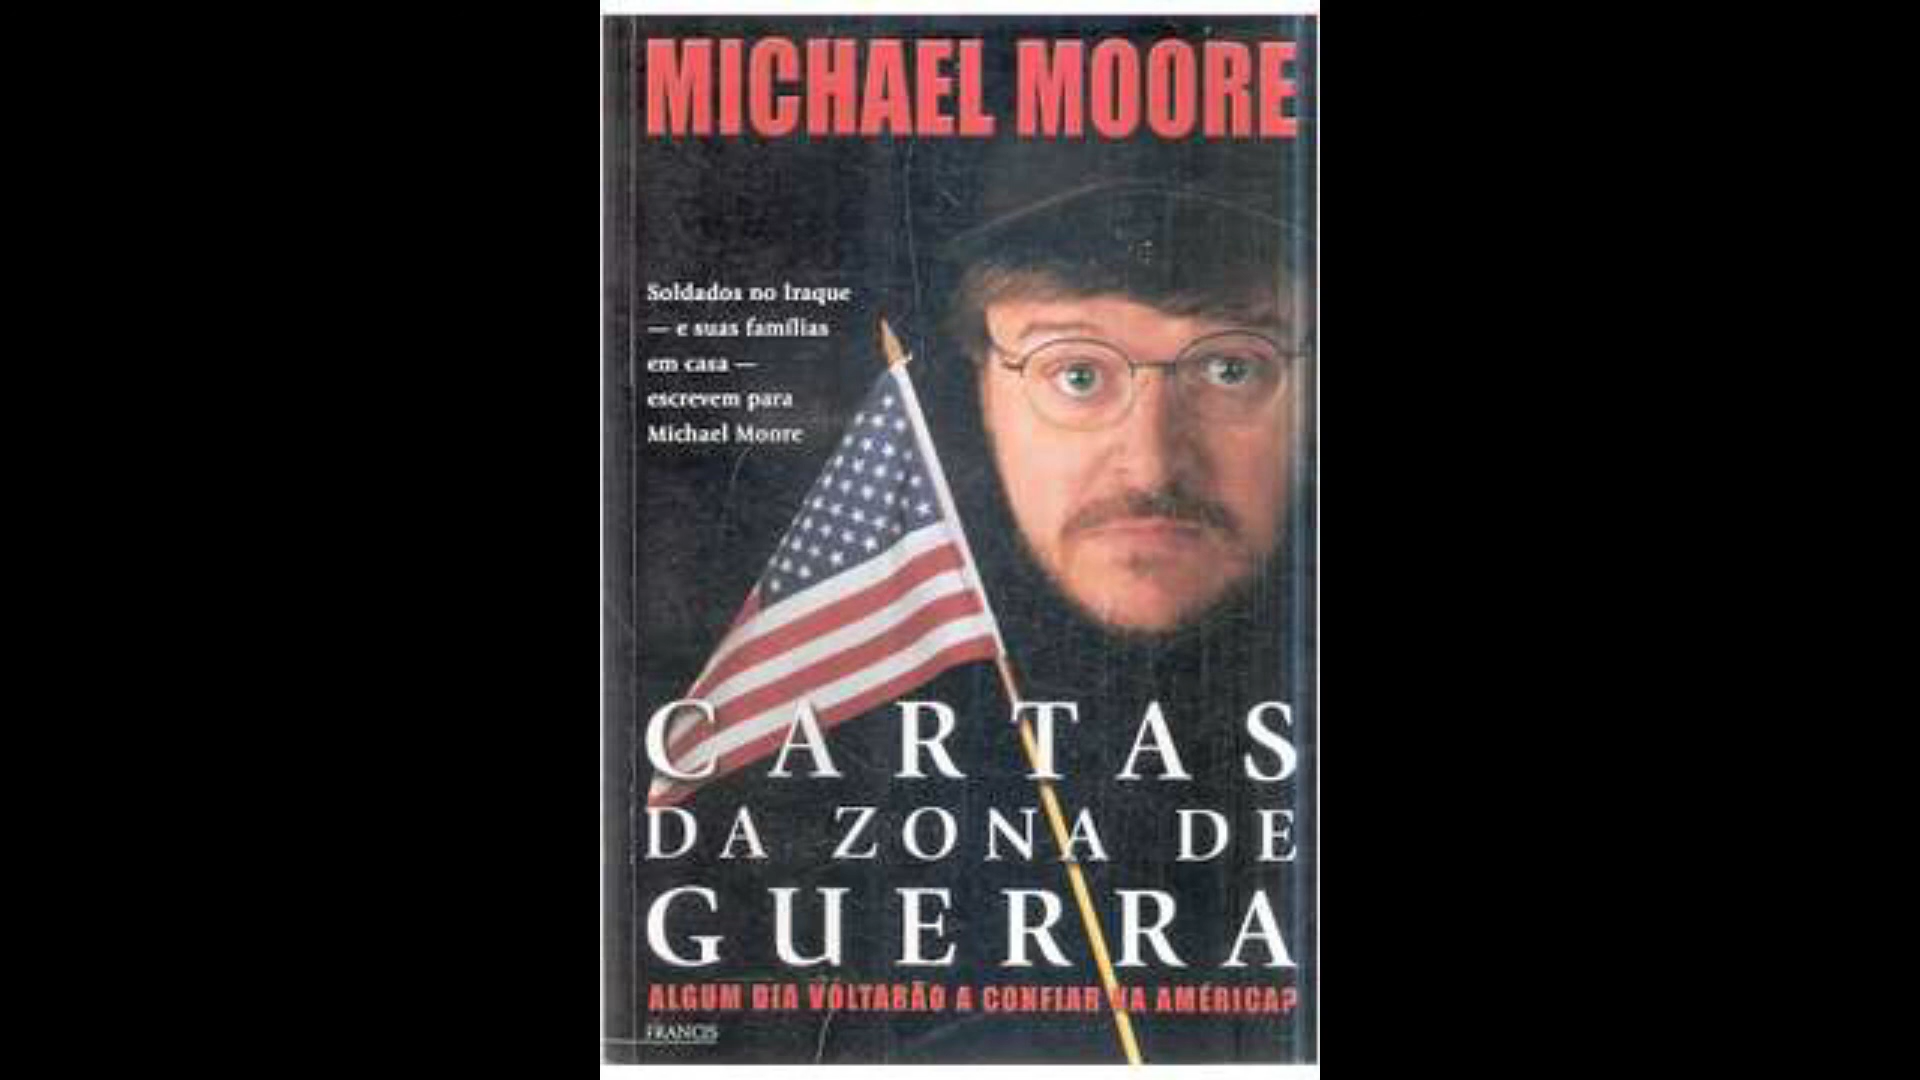 MICHAEL MOORE
Soldados no Iraque
— e suas famílias
em casa —
escrevem para
Michael Moore
CARTAS
DA ZONA DE
GUERRA
ALGUM DIA VOLTARÃO A CONFIAR NA AMÉRICA?
FRANCIS